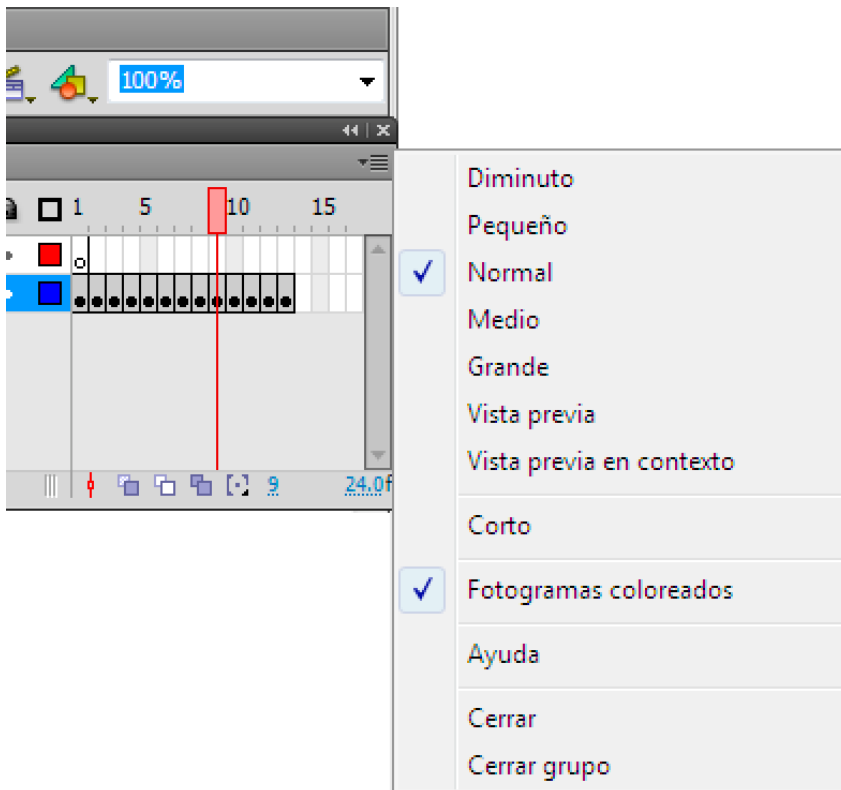 100%
1 5 10 15
9 24.0f
Diminuto
Pequeño
Normal
Medio
Grande
Vista previa
Vista previa en contexto
Corto
Fotogramas coloreados
Ayuda
Cerrar
Cerrar grupo